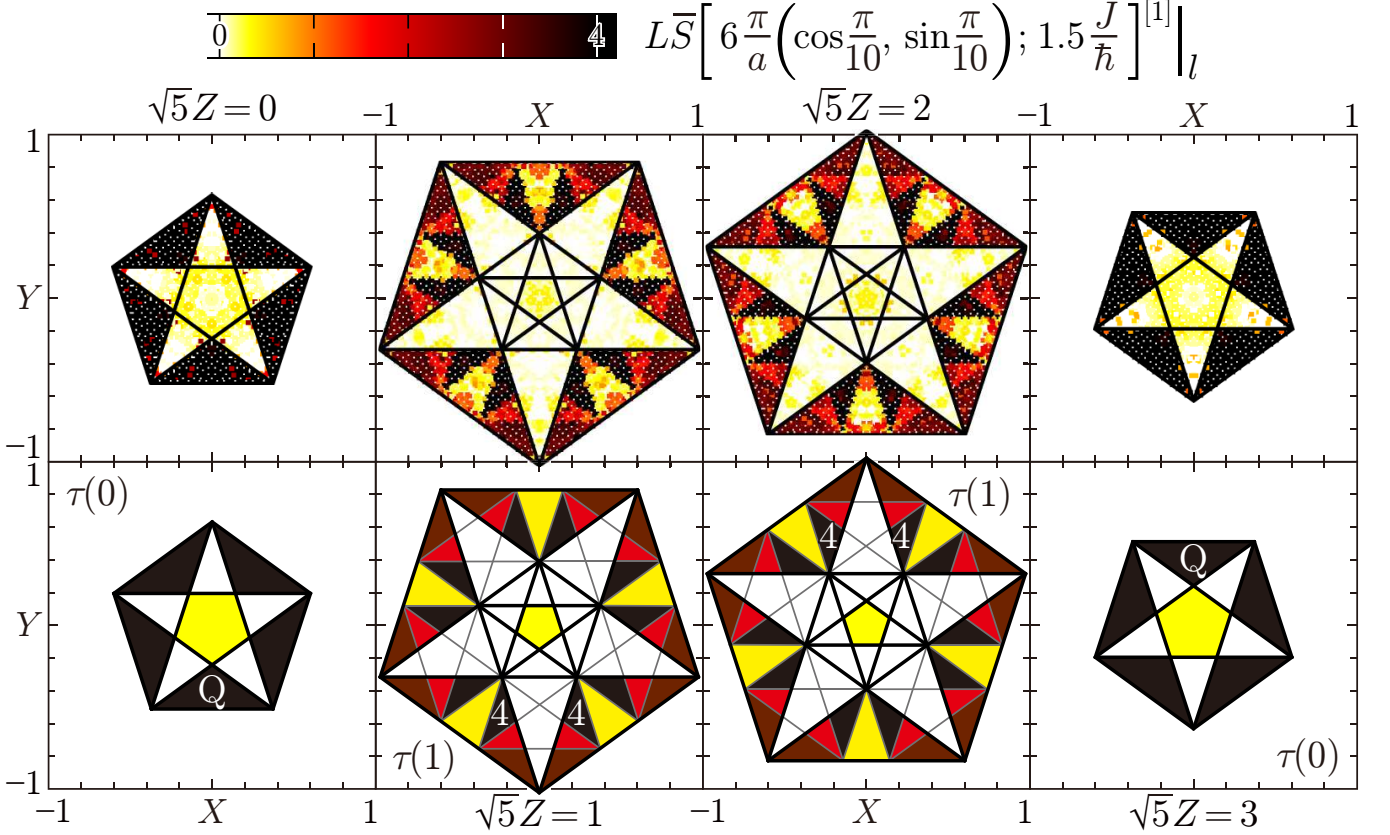 0 4 LS̅[6 π/a (cos π/10, sin π/10); 1.5 J/ħ]^[1]|_l
√5Z=0 −1 X 1 √5Z=2 −1 X 1
1
Y
−1
1
τ(0) τ(1)
4 4 Q
Y
Q 4 4
τ(1) τ(0)
−1
−1 X 1 √5Z=1 −1 X 1 √5Z=3